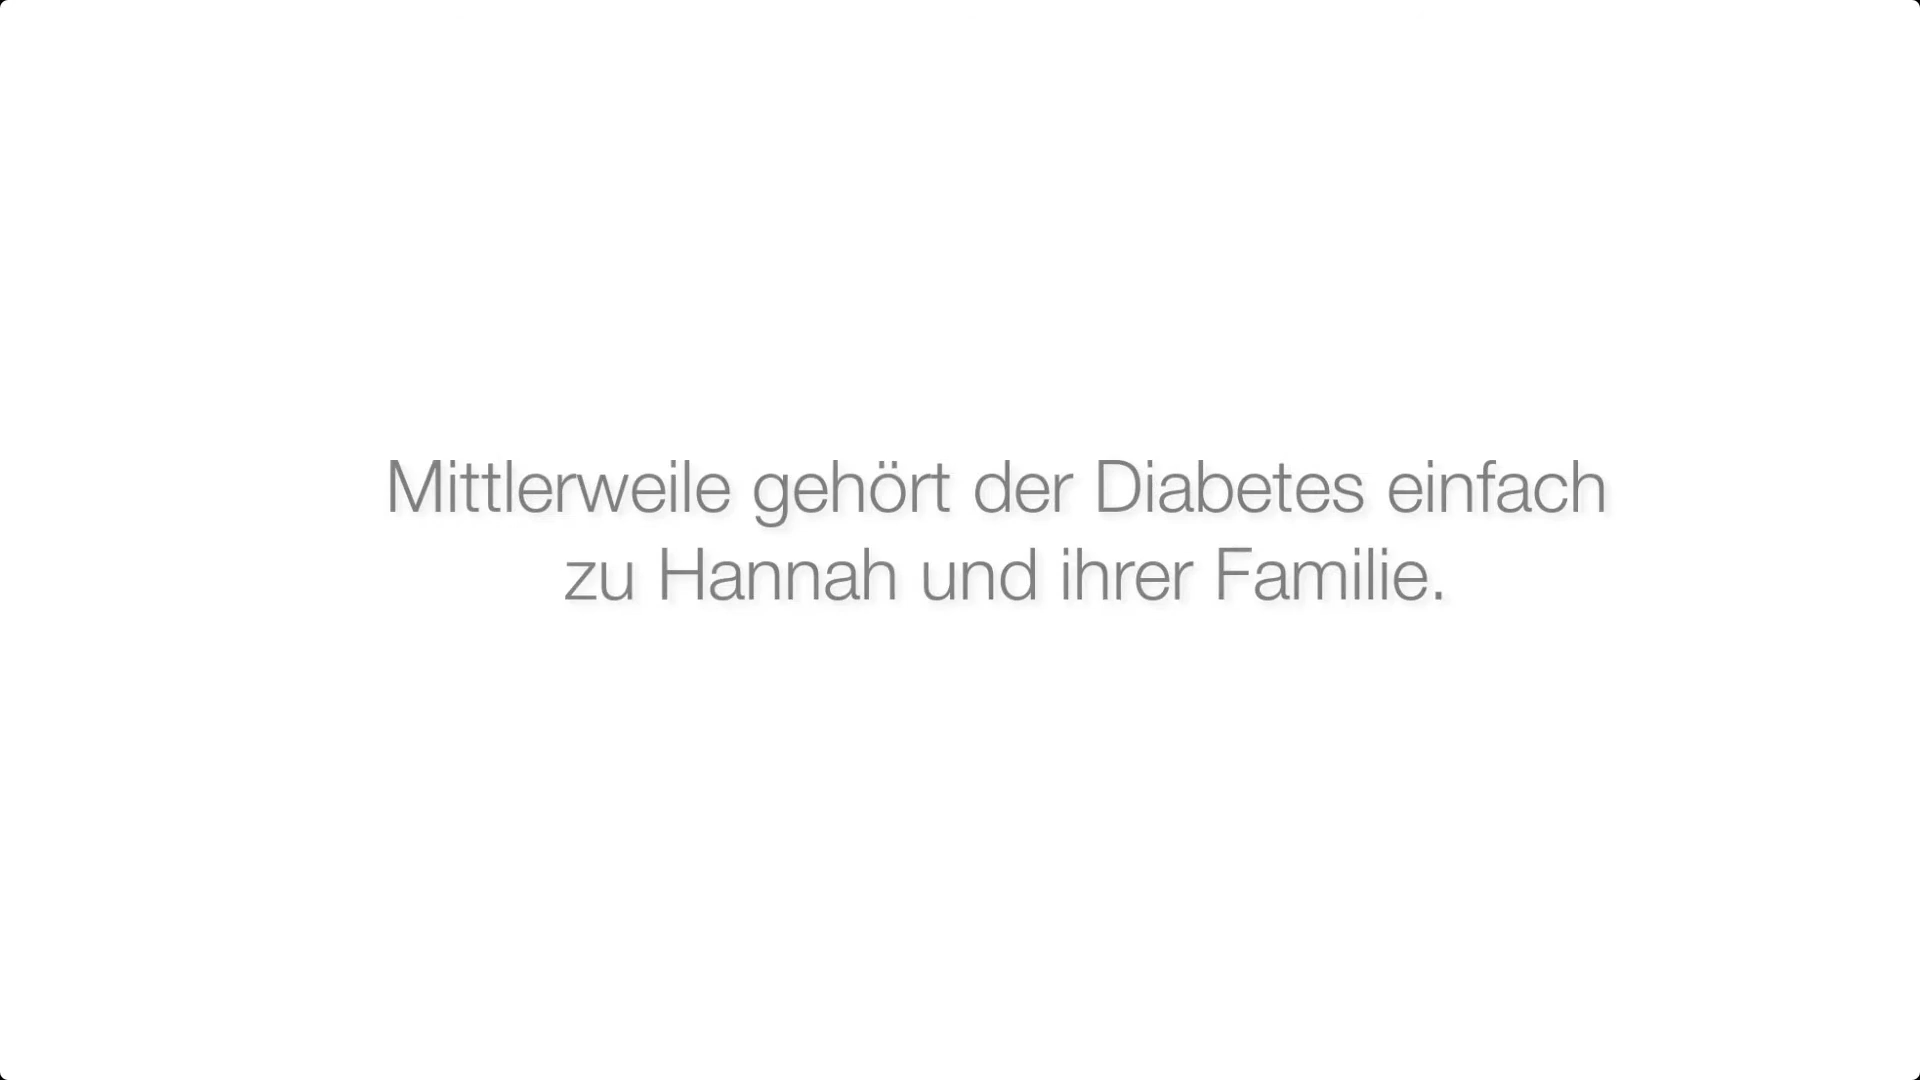 Mittlerweile gehört der Diabetes einfach
zu Hannah und ihrer Familie.